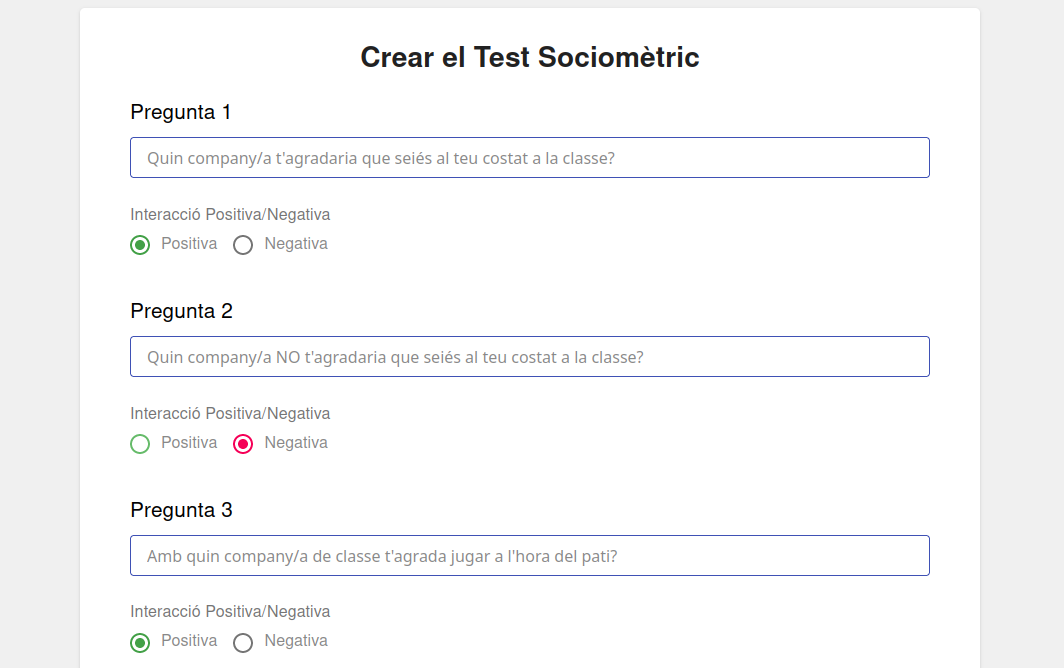 Crear el Test Sociomètric
Pregunta 1
Quin company/a t'agradaria que seiés al teu costat a la classe?
Interacció Positiva/Negativa
Positiva Negativa
Pregunta 2
Quin company/a NO t'agradaria que seiés al teu costat a la classe?
Interacció Positiva/Negativa
Positiva Negativa
Pregunta 3
Amb quin company/a de classe t'agrada jugar a l'hora del pati?
Interacció Positiva/Negativa
Positiva Negativa